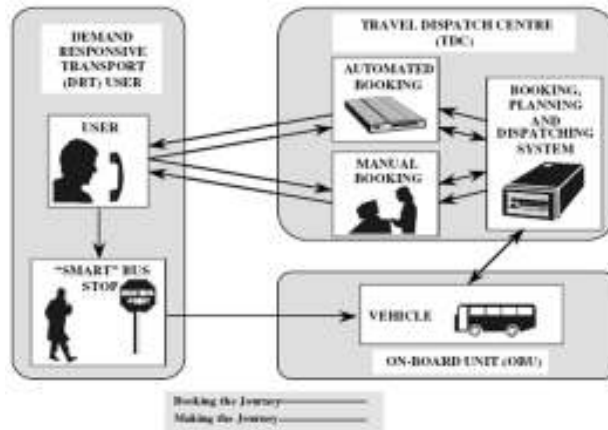 DEMAND
RESPONSIVE
TRANSPORT
(DRT) USER
USER
"SMART" BUS
STOP
TRAVEL DISPATCH CENTRE
(TDC)
AUTOMATED
BOOKING
MANUAL
BOOKING
BOOKING,
PLANNING
AND
DISPATCHING
SYSTEM
VEHICLE
ON-BOARD UNIT (OBU)
Booking the Journey
Making the Journey